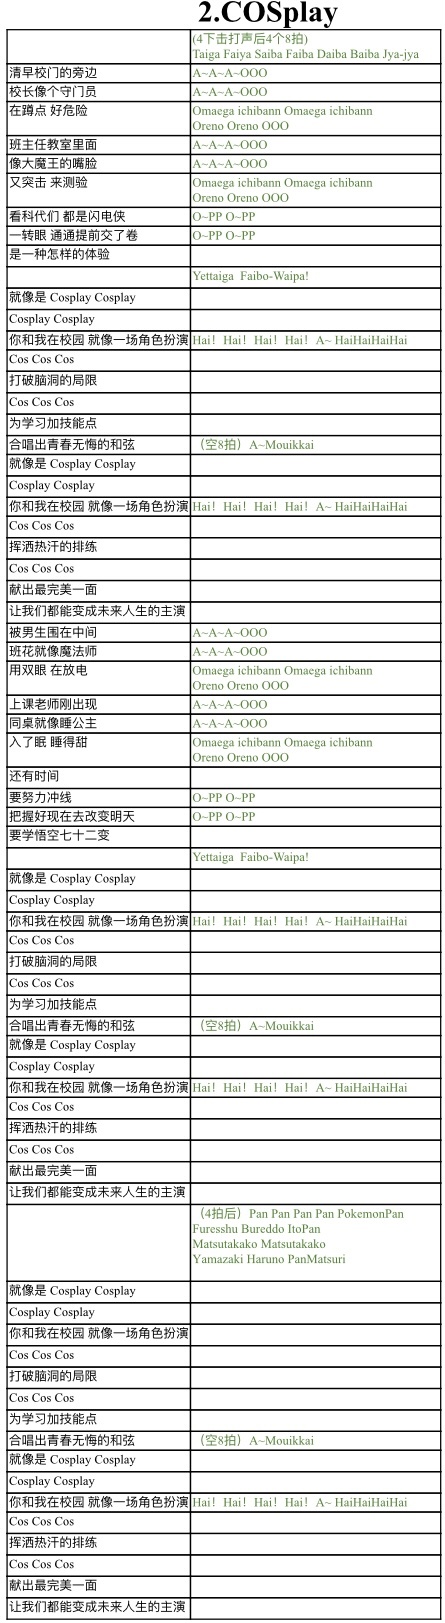 2.COSplay
(4下击打声后4个8拍)
Taiga Faiya Saiba Faiba Daiba Baiba Jya-jya
清早校门的旁边 A~A~A~OOO
校长像个守门员 A~A~A~OOO
在蹲点 好危险 Omaega ichibann Omaega ichibann
Oreno Oreno OOO
班主任教室里面 A~A~A~OOO
像大魔王的嘴脸 A~A~A~OOO
又突击 来测验 Omaega ichibann Omaega ichibann
Oreno Oreno OOO
看科代们 都是闪电侠 O~PP O~PP
一转眼 通通提前交了卷 O~PP O~PP
是一种怎样的体验
Yettaiga  Faibo-Waipa!
就像是 Cosplay Cosplay
Cosplay Cosplay
你和我在校园 就像一场角色扮演 Hai！Hai！Hai！Hai！A~ HaiHaiHaiHai
Cos Cos Cos
打破脑洞的局限
Cos Cos Cos
为学习加技能点
合唱出青春无悔的和弦 （空8拍）A~Mouikkai
就像是 Cosplay Cosplay
Cosplay Cosplay
你和我在校园 就像一场角色扮演 Hai！Hai！Hai！Hai！A~ HaiHaiHaiHai
Cos Cos Cos
挥洒热汗的排练
Cos Cos Cos
献出最完美一面
让我们都能变成未来人生的主演
被男生围在中间 A~A~A~OOO
班花就像魔法师 A~A~A~OOO
用双眼 在放电 Omaega ichibann Omaega ichibann
Oreno Oreno OOO
上课老师刚出现 A~A~A~OOO
同桌就像睡公主 A~A~A~OOO
入了眠 睡得甜 Omaega ichibann Omaega ichibann
Oreno Oreno OOO
还有时间
要努力冲线 O~PP O~PP
把握好现在去改变明天 O~PP O~PP
要学悟空七十二变
Yettaiga  Faibo-Waipa!
就像是 Cosplay Cosplay
Cosplay Cosplay
你和我在校园 就像一场角色扮演 Hai！Hai！Hai！Hai！A~ HaiHaiHaiHai
Cos Cos Cos
打破脑洞的局限
Cos Cos Cos
为学习加技能点
合唱出青春无悔的和弦 （空8拍）A~Mouikkai
就像是 Cosplay Cosplay
Cosplay Cosplay
你和我在校园 就像一场角色扮演 Hai！Hai！Hai！Hai！A~ HaiHaiHaiHai
Cos Cos Cos
挥洒热汗的排练
Cos Cos Cos
献出最完美一面
让我们都能变成未来人生的主演
（4拍后）Pan Pan Pan Pan PokemonPan
Furesshu Bureddo ItoPan
Matsutakako Matsutakako
Yamazaki Haruno PanMatsuri
就像是 Cosplay Cosplay
Cosplay Cosplay
你和我在校园 就像一场角色扮演
Cos Cos Cos
打破脑洞的局限
Cos Cos Cos
为学习加技能点
合唱出青春无悔的和弦 （空8拍）A~Mouikkai
就像是 Cosplay Cosplay
Cosplay Cosplay
你和我在校园 就像一场角色扮演 Hai！Hai！Hai！Hai！A~ HaiHaiHaiHai
Cos Cos Cos
挥洒热汗的排练
Cos Cos Cos
献出最完美一面
让我们都能变成未来人生的主演